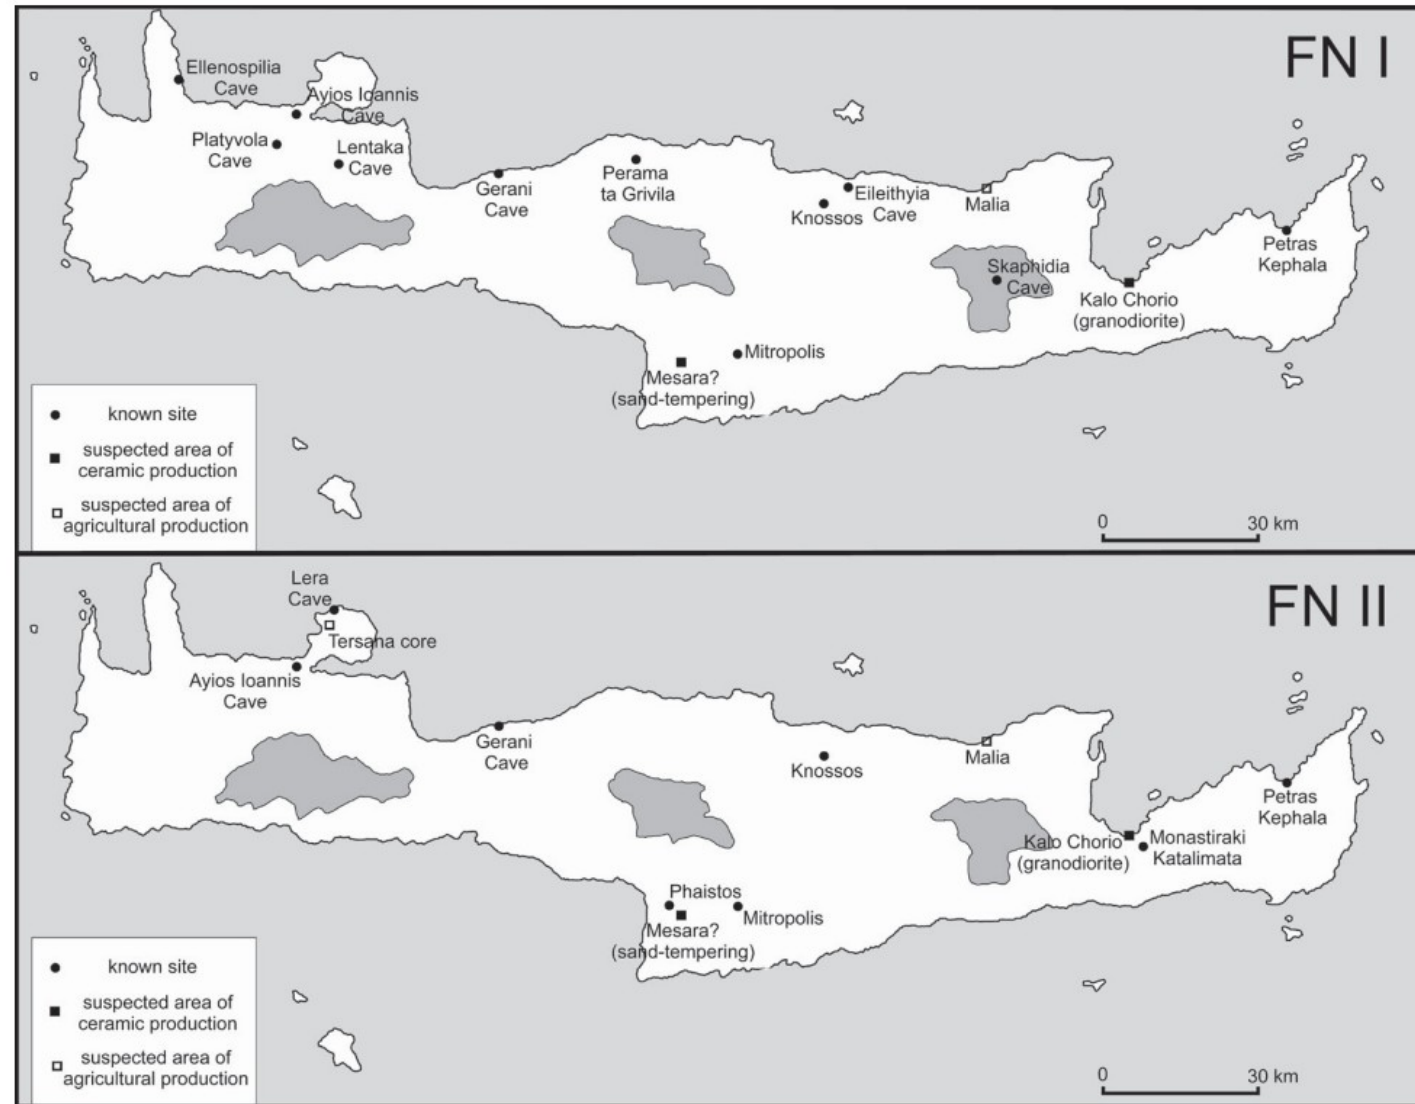 FN I
Ellenospilia
Cave
Ayios Ioannis
Cave
Platyvola
Cave
Lentaka
Cave
Gerani
Cave
Perama
ta Grivila
Knossos
Eileithyia
Cave
Malia
Skaphidia
Cave
Petras
Kephala
Kalo Chorio
(granodiorite)
Mitropolis
Mesara?
(sand-tempering)
known site
suspected area of
ceramic production
suspected area of
agricultural production
0 30 km
FN II
Lera
Cave
Tersana core
Ayios Ioannis
Cave
Gerani
Cave
Knossos
Malia
Petras
Kephala
Kalo Chorio
(granodiorite)
Monastiraki
Katalimata
Phaistos
Mitropolis
Mesara?
(sand-tempering)
known site
suspected area of
ceramic production
suspected area of
agricultural production
0 30 km